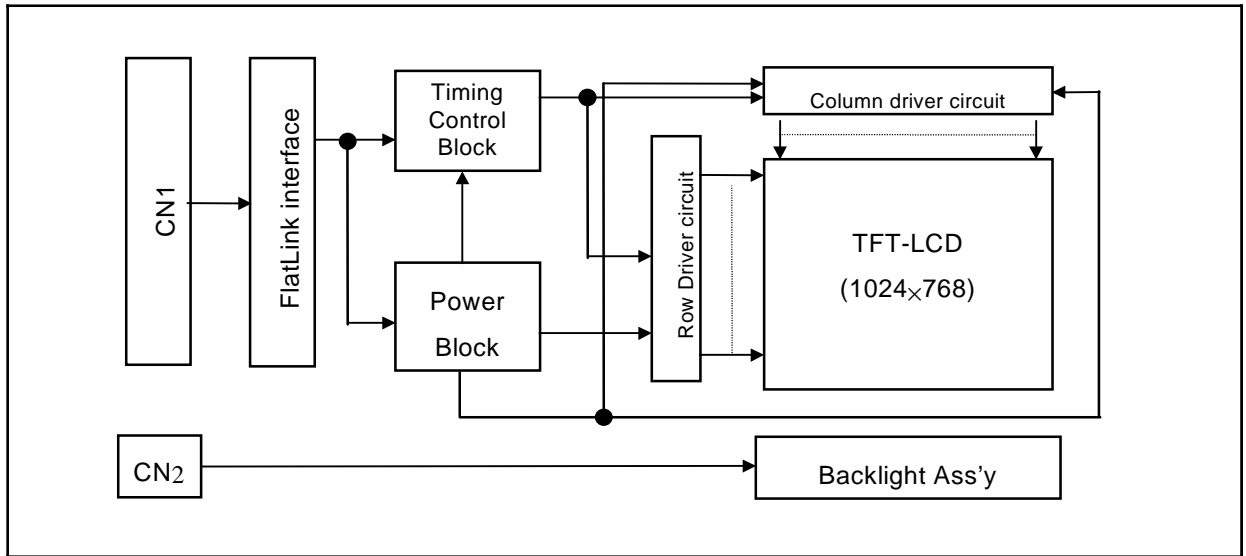 CN1
FlatLink interface
Timing
Control
Block
Power
Block
Row Driver circuit
Column driver circuit
TFT-LCD
(1024×768)
CN2
Backlight Ass'y